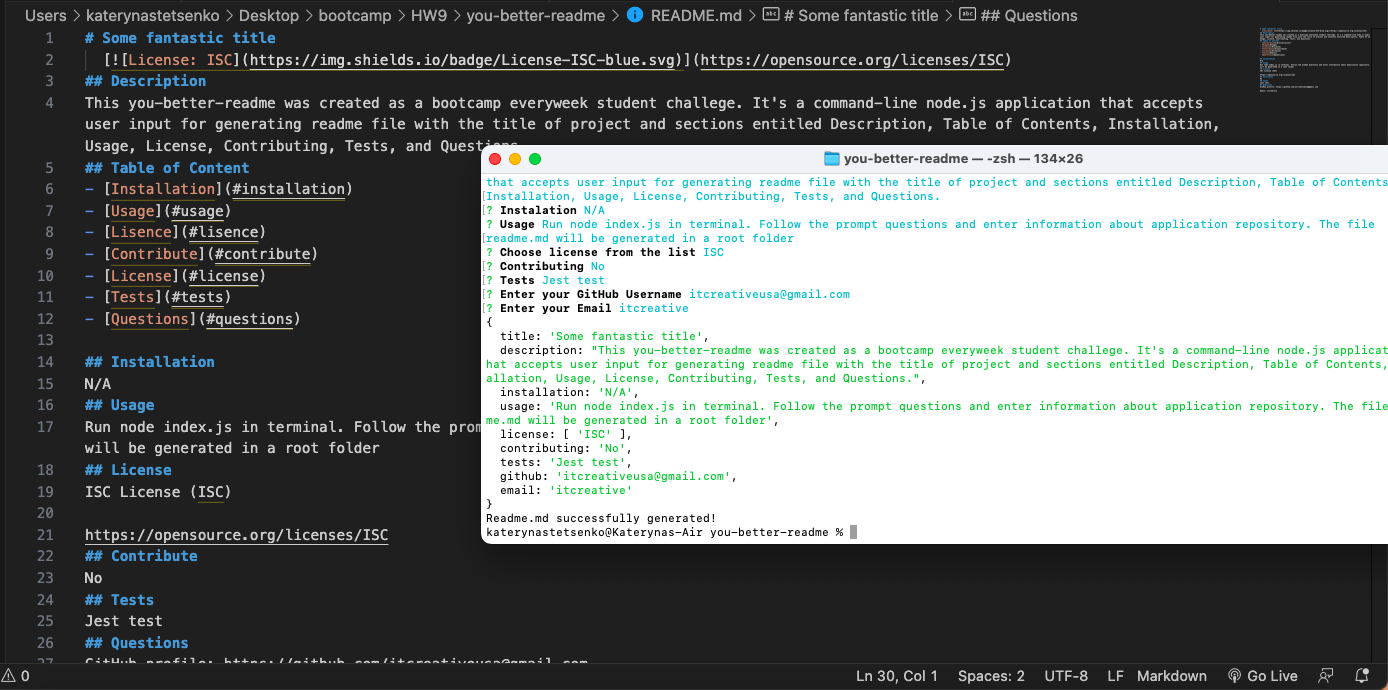 Users > katerynastetsenko > Desktop > bootcamp > HW9 > you-better-readme > README.md > # Some fantastic title > ## Questions
1 # Some fantastic title
2 [![License: ISC](https://img.shields.io/badge/License-ISC-blue.svg)](https://opensource.org/licenses/ISC)
3 ## Description
4 This you-better-readme was created as a bootcamp everyweek student challege. It's a command-line node.js application that accepts
user input for generating readme file with the title of project and sections entitled Description, Table of Contents, Installation,
Usage, License, Contributing, Tests, and Questions.
5 ## Table of Content
6 - [Installation](#installation)
7 - [Usage](#usage)
8 - [Lisence](#lisence)
9 - [Contribute](#contribute)
10 - [License](#license)
11 - [Tests](#tests)
12 - [Questions](#questions)
13
14 ## Installation
15 N/A
16 ## Usage
17 Run node index.js in terminal. Follow the prom
will be generated in a root folder
18 ## License
19 ISC License (ISC)
20
21 https://opensource.org/licenses/ISC
22 ## Contribute
23 No
24 ## Tests
25 Jest test
26 ## Questions
27 GitHub profile: https://github.com/itcreativeusa@gmail.com
you-better-readme — -zsh — 134×26
that accepts user input for generating readme file with the title of project and sections entitled Description, Table of Contents
[Installation, Usage, License, Contributing, Tests, and Questions.
[? Instalation N/A
? Usage Run node index.js in terminal. Follow the prompt questions and enter information about application repository. The file
[readme.md will be generated in a root folder
? Choose license from the list ISC
[? Contributing No
[? Tests Jest test
[? Enter your GitHub Username itcreativeusa@gmail.com
[? Enter your Email itcreative
{
title: 'Some fantastic title',
description: "This you-better-readme was created as a bootcamp everyweek student challege. It's a command-line node.js applicat
hat accepts user input for generating readme file with the title of project and sections entitled Description, Table of Contents,
allation, Usage, License, Contributing, Tests, and Questions.",
installation: 'N/A',
usage: 'Run node index.js in terminal. Follow the prompt questions and enter information about application repository. The file
me.md will be generated in a root folder',
license: [ 'ISC' ],
contributing: 'No',
tests: 'Jest test',
github: 'itcreativeusa@gmail.com',
email: 'itcreative'
}
Readme.md successfully generated!
katerynastetsenko@Katerynas-Air you-better-readme %
0 Ln 30, Col 1 Spaces: 2 UTF-8 LF Markdown Go Live